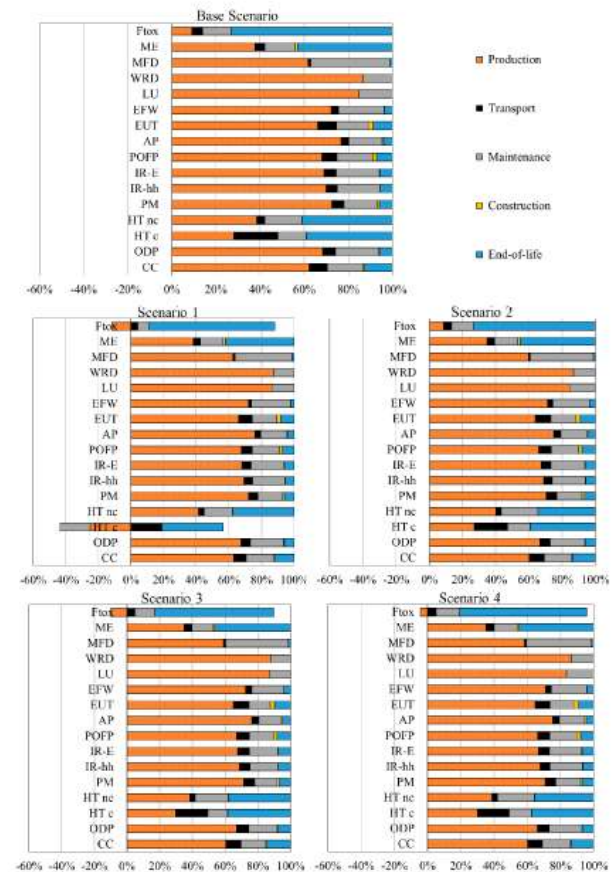 Base Scenario
Ftox
ME
MFD
WRD
LU
EFW
EUT
AP
POFP
IR-E
IR-hh
PM
HT nc
HT c
ODP
CC
-60% -40% -20% 0% 20% 40% 60% 80% 100%
Production
Transport
Maintenance
Construction
End-of-life
Scenario 1
Ftox
ME
MFD
WRD
LU
EFW
EUT
AP
POFP
IR-E
IR-hh
PM
HT nc
HT c
ODP
CC
-60% -40% -20% 0% 20% 40% 60% 80% 100%
Scenario 2
Ftox
ME
MFD
WRD
LU
EFW
EUT
AP
POFP
IR-E
IR-hh
PM
HT nc
HT c
ODP
CC
-60% -40% -20% 0% 20% 40% 60% 80% 100%
Scenario 3
Ftox
ME
MFD
WRD
LU
EFW
EUT
AP
POFP
IR-E
IR-hh
PM
HT nc
HT c
ODP
CC
-60% -40% -20% 0% 20% 40% 60% 80% 100%
Scenario 4
Ftox
ME
MFD
WRD
LU
EFW
EUT
AP
POFP
IR-E
IR-hh
PM
HT nc
HT c
ODP
CC
-60% -40% -20% 0% 20% 40% 60% 80% 100%